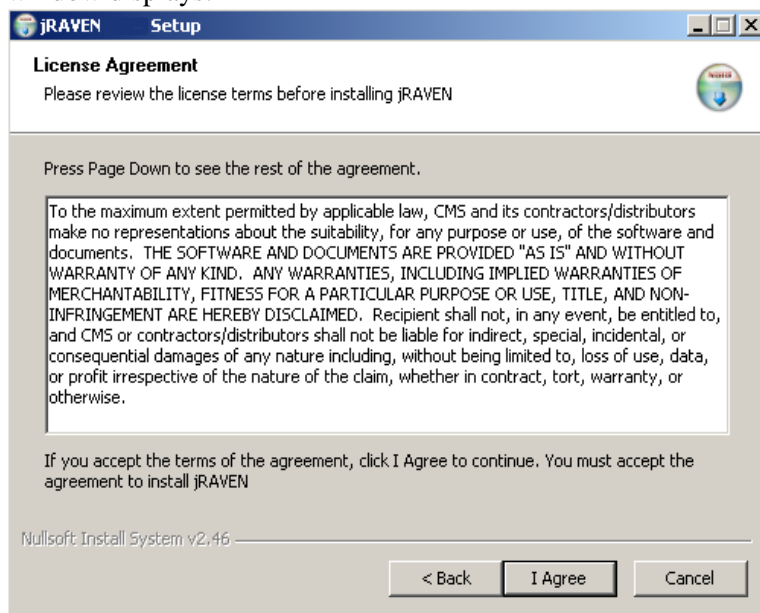 window displays.
jRAVEN Setup
License Agreement
Please review the license terms before installing jRAVEN
Press Page Down to see the rest of the agreement.
To the maximum extent permitted by applicable law, CMS and its contractors/distributors
make no representations about the suitability, for any purpose or use, of the software and
documents. THE SOFTWARE AND DOCUMENTS ARE PROVIDED "AS IS" AND WITHOUT
WARRANTY OF ANY KIND. ANY WARRANTIES, INCLUDING IMPLIED WARRANTIES OF
MERCHANTABILITY, FITNESS FOR A PARTICULAR PURPOSE OR USE, TITLE, AND NON-
INFRINGEMENT ARE HEREBY DISCLAIMED. Recipient shall not, in any event, be entitled to,
and CMS or contractors/distributors shall not be liable for indirect, special, incidental, or
consequential damages of any nature including, without being limited to, loss of use, data,
or profit irrespective of the nature of the claim, whether in contract, tort, warranty, or
otherwise.
If you accept the terms of the agreement, click I Agree to continue. You must accept the
agreement to install jRAVEN
Nullsoft Install System v2.46
< Back I Agree Cancel